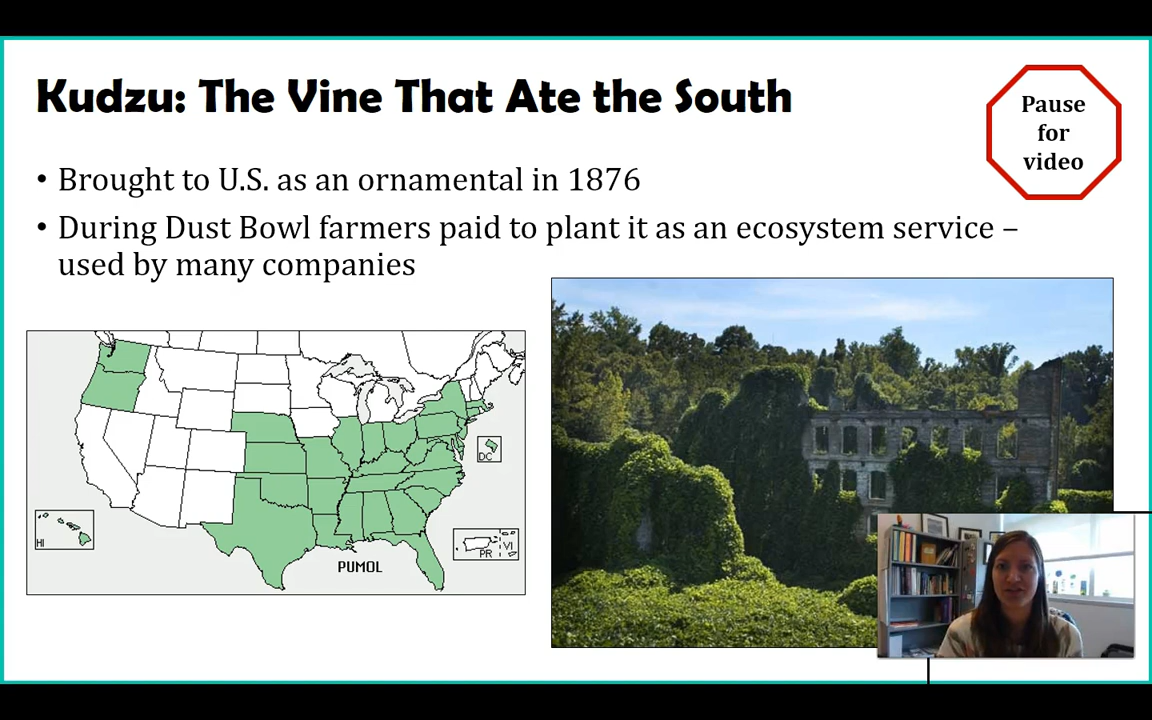 Kudzu: The Vine That Ate the South
Pause
for
video
• Brought to U.S. as an ornamental in 1876
• During Dust Bowl farmers paid to plant it as an ecosystem service –
used by many companies
DC
HI
PR
VI
PUMOL